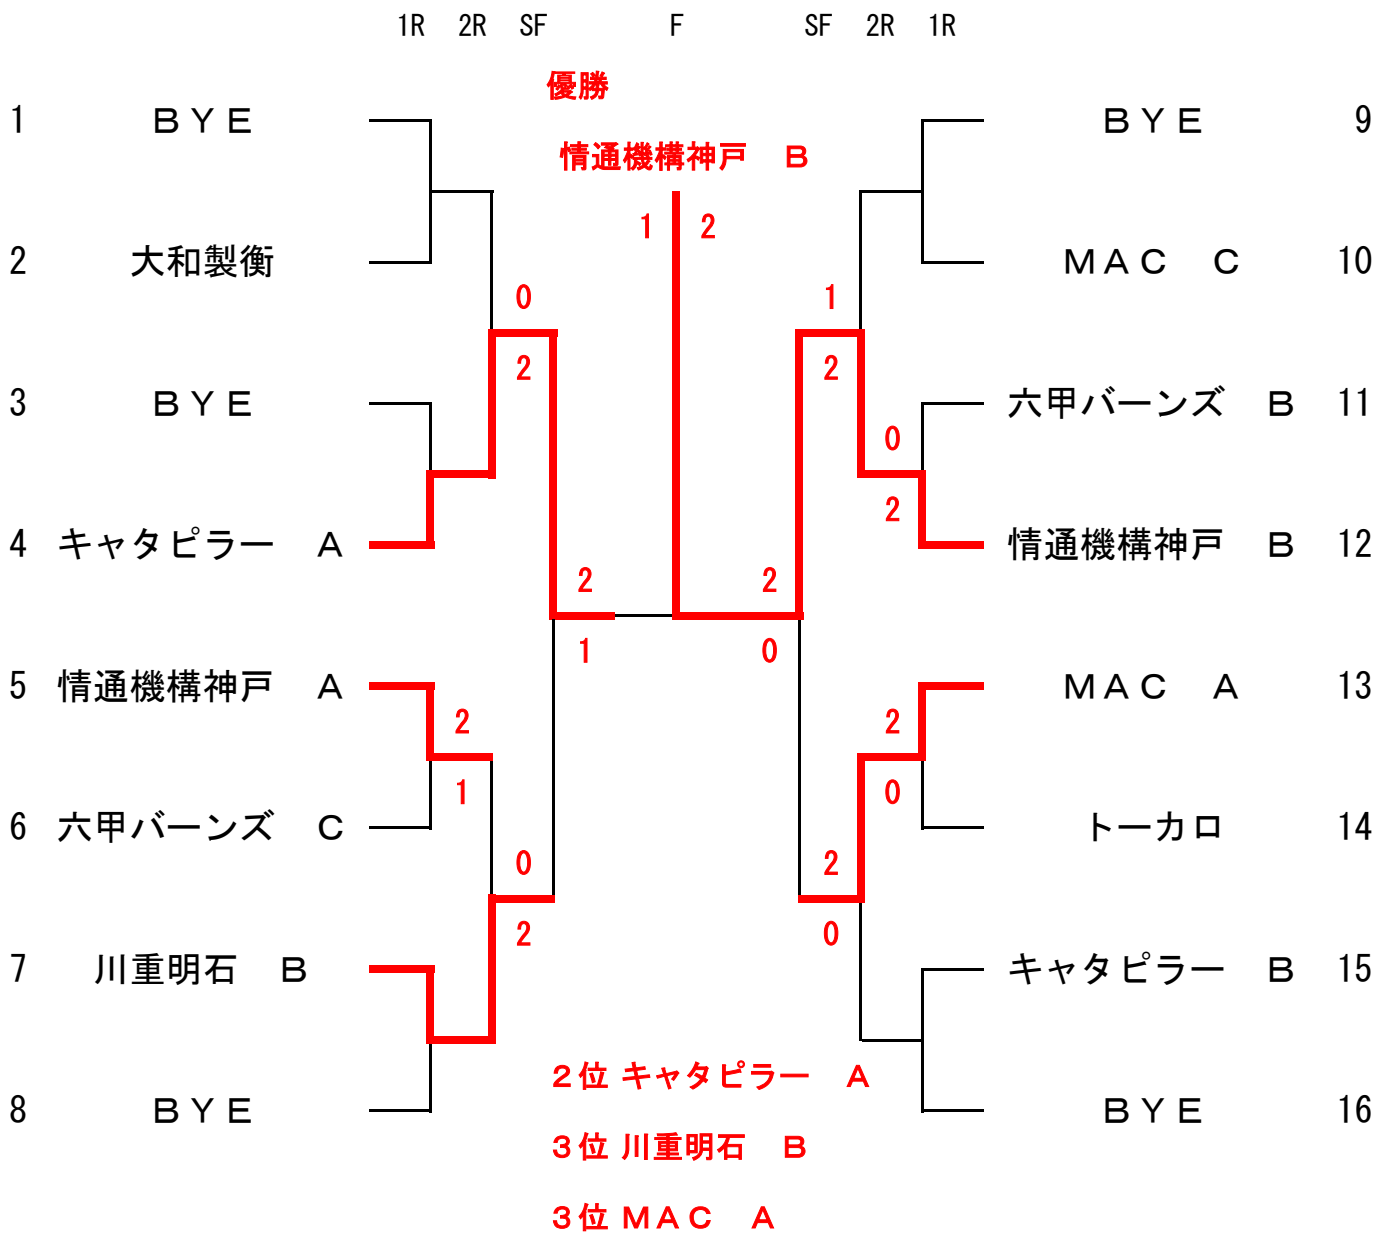 1R 2R SF F SF 2R 1R
優勝
1 ＢＹＥ ＢＹＥ 9
情通機構神戸　Ｂ
1 2
2 大和製衡 ＭＡＣ　Ｃ 10
0 1
2 2
3 ＢＹＥ 六甲バーンズ　Ｂ 11
0
2
4 キャタピラー　Ａ 情通機構神戸　Ｂ 12
2 2
1 0
5 情通機構神戸　Ａ ＭＡＣ　Ａ 13
2 2
1 0
6 六甲バーンズ　Ｃ トーカロ 14
0 2
2 0
7 川重明石　Ｂ キャタピラー　Ｂ 15
２位 キャタピラー　Ａ
8 ＢＹＥ ＢＹＥ 16
３位 川重明石　Ｂ
３位 ＭＡＣ　Ａ